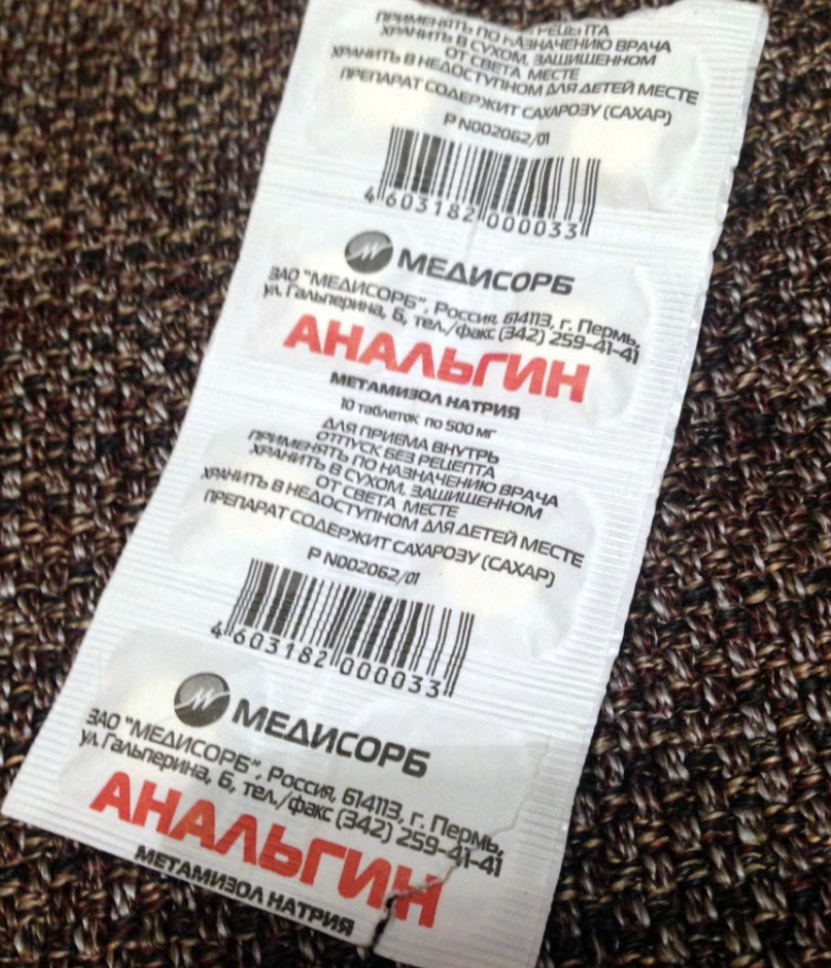 ПРИМЕНЯТЬ ПО НАЗНАЧЕНИЮ ВРАЧА
ХРАНИТЬ В СУХОМ, ЗАЩИЩЕННОМ
ОТ СВЕТА МЕСТЕ
ХРАНИТЬ В НЕДОСТУПНОМ ДЛЯ ДЕТЕЙ МЕСТЕ
ПРЕПАРАТ СОДЕРЖИТ САХАРОЗУ (САХАР)
Р N002062/01
4 603182 000033
МЕДИСОРБ
ЗАО "МЕДИСОРБ", Россия, 614113, г. Пермь,
ул. Гальперина, 6, тел./факс (342) 259-41-41
АНАЛЬГИН
МЕТАМИЗОЛ НАТРИЯ
10 таблеток по 500 мг
ДЛЯ ПРИЕМА ВНУТРЬ
ОТПУСК БЕЗ РЕЦЕПТА
ПРИМЕНЯТЬ ПО НАЗНАЧЕНИЮ ВРАЧА
ХРАНИТЬ В СУХОМ, ЗАЩИЩЕННОМ
ОТ СВЕТА МЕСТЕ
ХРАНИТЬ В НЕДОСТУПНОМ ДЛЯ ДЕТЕЙ МЕСТЕ
ПРЕПАРАТ СОДЕРЖИТ САХАРОЗУ (САХАР)
Р N002062/01
4 603182 000033
МЕДИСОРБ
ЗАО "МЕДИСОРБ", Россия, 614113, г. Пермь,
ул. Гальперина, 6, тел./факс (342) 259-41-41
АНАЛЬГИН
МЕТАМИЗОЛ НАТРИЯ